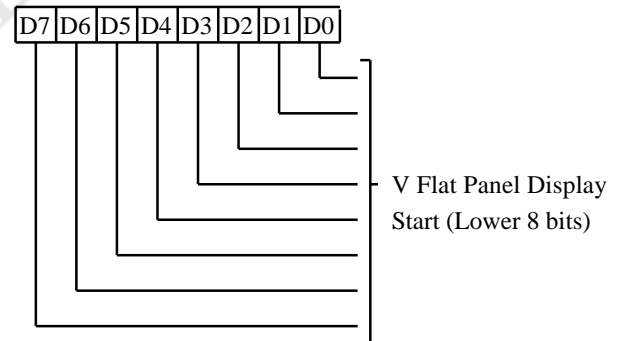 D7 D6 D5 D4 D3 D2 D1 D0
V Flat Panel Display
Start (Lower 8 bits)